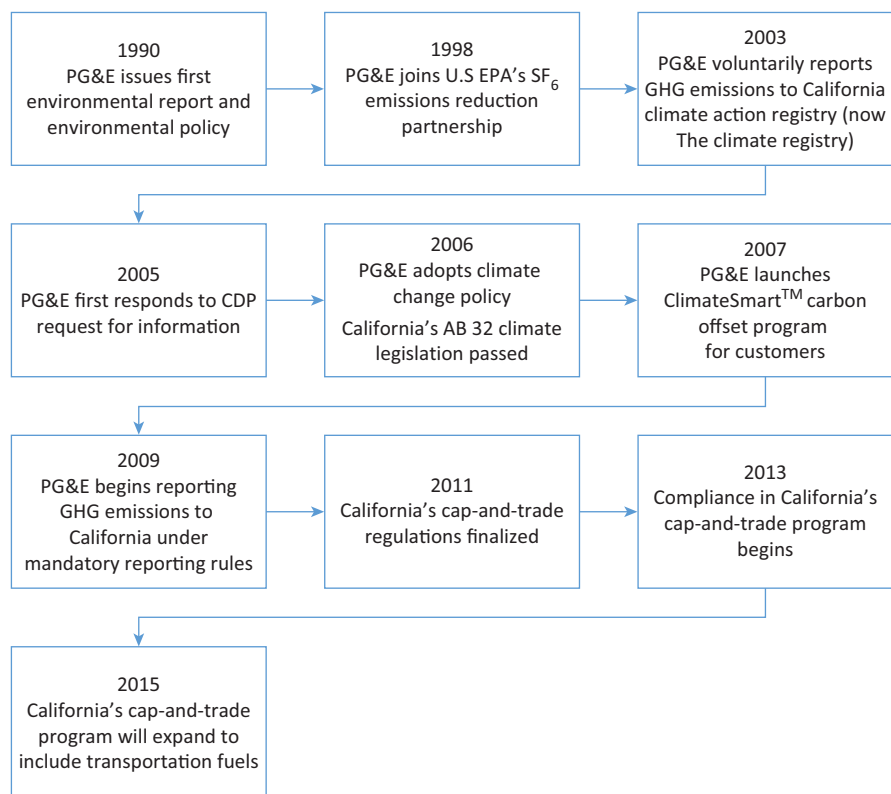 1990
PG&E issues first
environmental report and
environmental policy
1998
PG&E joins U.S EPA's SF₆
emissions reduction
partnership
2003
PG&E voluntarily reports
GHG emissions to California
climate action registry (now
The climate registry)
2005
PG&E first responds to CDP
request for information
2006
PG&E adopts climate
change policy
California's AB 32 climate
legislation passed
2007
PG&E launches
ClimateSmart™ carbon
offset program
for customers
2009
PG&E begins reporting
GHG emissions to
California under
mandatory reporting rules
2011
California's cap-and-trade
regulations finalized
2013
Compliance in California's
cap-and-trade program
begins
2015
California's cap-and-trade
program will expand to
include transportation fuels